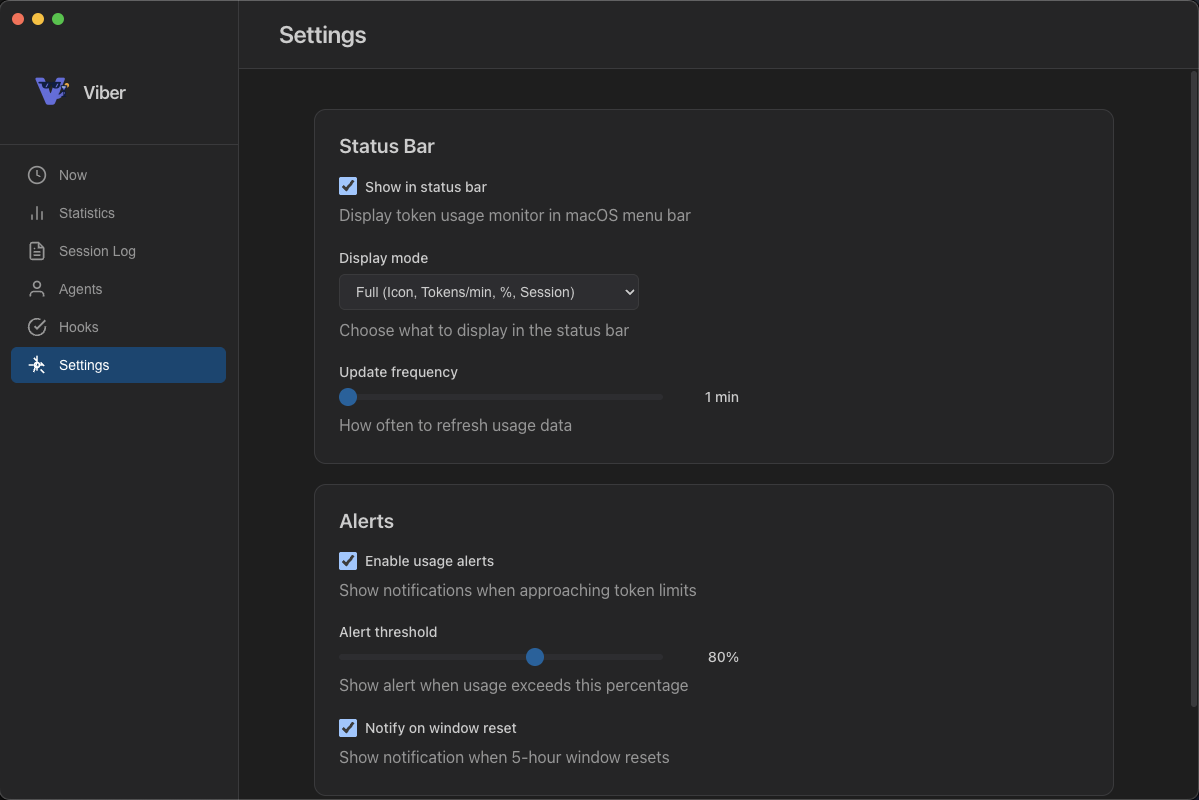 Settings
Viber
Now
Statistics
Session Log
Agents
Hooks
Settings
Status Bar
Show in status bar
Display token usage monitor in macOS menu bar
Display mode
Full (Icon, Tokens/min, %, Session)
Choose what to display in the status bar
Update frequency
1 min
How often to refresh usage data
Alerts
Enable usage alerts
Show notifications when approaching token limits
Alert threshold
80%
Show alert when usage exceeds this percentage
Notify on window reset
Show notification when 5-hour window resets